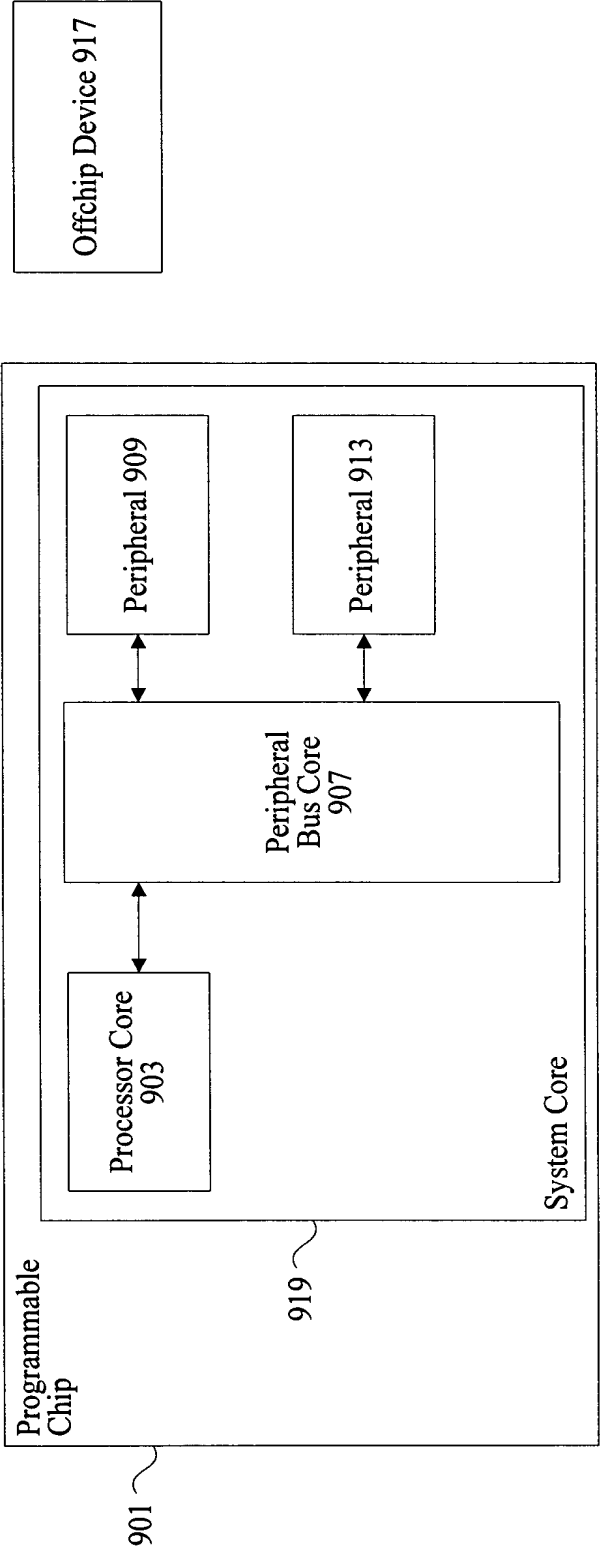 Programmable
Chip
901
919
System Core
Processor Core
903
Peripheral
Bus Core
907
Peripheral 909
Peripheral 913
Offchip Device 917